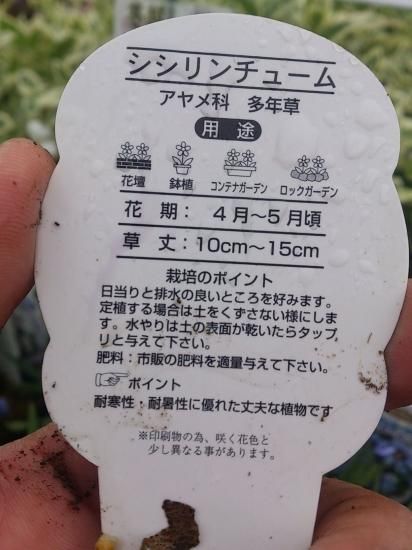 シシリンチューム
アヤメ科 多年草
用途
花壇 鉢植 コンテナガーデン ロックガーデン
花 期： 4月～5月頃
草 丈：10cm～15cm
栽培のポイント
日当りと排水の良いところを好みます。
定植する場合は土をくずさない様にしま
す。水やりは土の表面が乾いたらタップ
リと与えて下さい。
肥料：市販の肥料を適量与えて下さい。
ポイント
耐寒性・耐暑性に優れた丈夫な植物です
※印刷物の為、咲く花色と
少し異なる事があります。